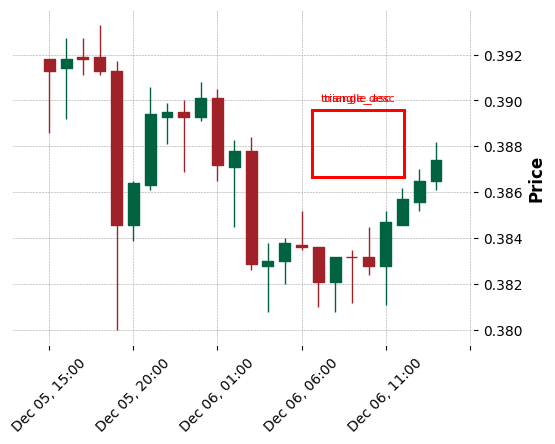 0.392
0.390
0.388
0.386
0.384
0.382
0.380
Price
Dec 05, 15:00
Dec 05, 20:00
Dec 06, 01:00
Dec 06, 06:00
Dec 06, 11:00